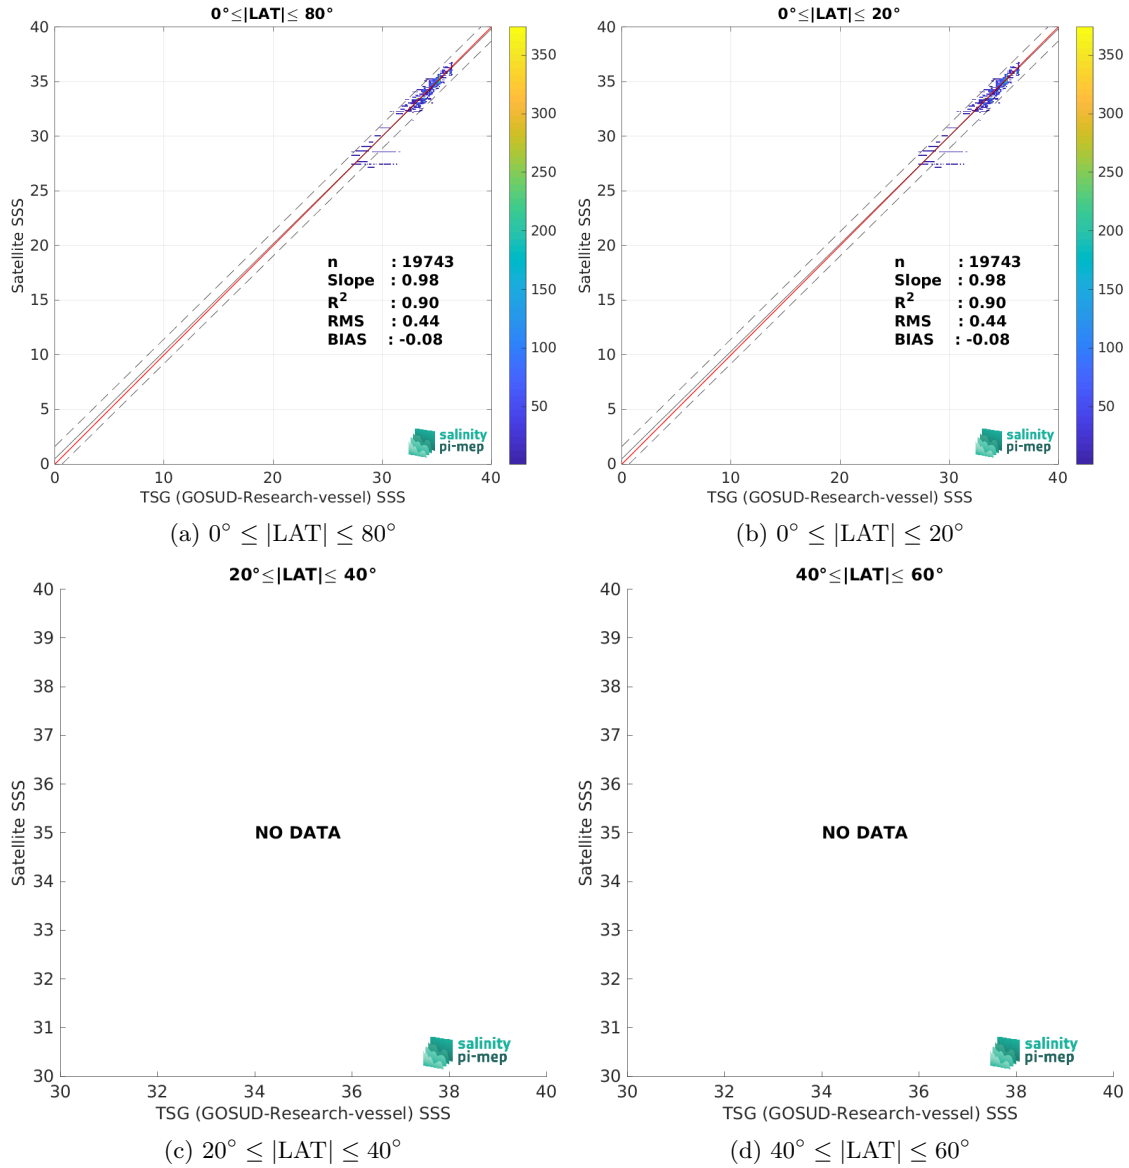 0°≤|LAT|≤ 80°
40
35
30
25
20
15
10
5
0
Satellite SSS
n : 19743
Slope : 0.98
R² : 0.90
RMS : 0.44
BIAS : -0.08
salinity
pi-mep
0 10 20 30 40
TSG (GOSUD-Research-vessel) SSS
350
300
250
200
150
100
50
(a) 0° ≤ |LAT| ≤ 80°
0°≤|LAT|≤ 20°
40
35
30
25
20
15
10
5
0
Satellite SSS
n : 19743
Slope : 0.98
R² : 0.90
RMS : 0.44
BIAS : -0.08
salinity
pi-mep
0 10 20 30 40
TSG (GOSUD-Research-vessel) SSS
350
300
250
200
150
100
50
(b) 0° ≤ |LAT| ≤ 20°
20°≤|LAT|≤ 40°
40
39
38
37
36
35
34
33
32
31
30
Satellite SSS
NO DATA
salinity
pi-mep
30 32 34 36 38 40
TSG (GOSUD-Research-vessel) SSS
(c) 20° ≤ |LAT| ≤ 40°
40°≤|LAT|≤ 60°
40
39
38
37
36
35
34
33
32
31
30
Satellite SSS
NO DATA
salinity
pi-mep
30 32 34 36 38 40
TSG (GOSUD-Research-vessel) SSS
(d) 40° ≤ |LAT| ≤ 60°